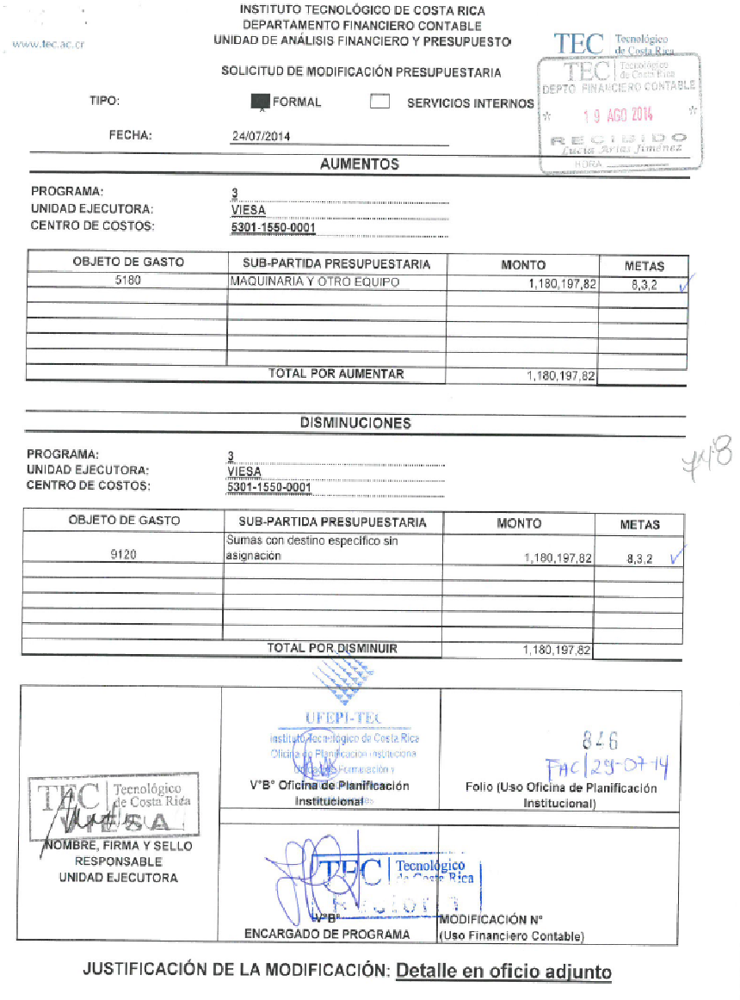 INSTITUTO TECNOLÓGICO DE COSTA RICA
DEPARTAMENTO FINANCIERO CONTABLE
UNIDAD DE ANÁLISIS FINANCIERO Y PRESUPUESTO
www.tec.ac.cr
TEC Tecnológico
de Costa Rica
SOLICITUD DE MODIFICACIÓN PRESUPUESTARIA
TEC Tecnológico
de Costa Rica
DEPTO FINANCIERO CONTABLE
19 AGO 2014
RECIBIDO
Lucía Arias Jiménez
HORA
TIPO: FORMAL SERVICIOS INTERNOS
FECHA: 24/07/2014
AUMENTOS
PROGRAMA: 3
UNIDAD EJECUTORA: VIESA
CENTRO DE COSTOS: 5301-1550-0001
OBJETO DE GASTO SUB-PARTIDA PRESUPUESTARIA MONTO METAS
5180 MAQUINARIA Y OTRO EQUIPO 1,180,197,82 8,3,2
TOTAL POR AUMENTAR 1,180,197,82
DISMINUCIONES
PROGRAMA: 3
UNIDAD EJECUTORA: VIESA
CENTRO DE COSTOS: 5301-1550-0001
OBJETO DE GASTO SUB-PARTIDA PRESUPUESTARIA MONTO METAS
Sumas con destino específico sin
9120 asignación 1,180,197,82 8,3,2
TOTAL POR DISMINUIR 1,180,197,82
UFEPI-TEC
Instituto Tecnológico de Costa Rica
Oficina de Planificación Instituciona
Formulación y
846
FAC/29-07-14
V°B° Oficina de Planificación
Institucional
Folio (Uso Oficina de Planificación
Institucional)
TEC Tecnológico
de Costa Rica
VIESA
NOMBRE, FIRMA Y SELLO
RESPONSABLE
UNIDAD EJECUTORA
TEC Tecnológico
de Costa Rica
V°B°
ENCARGADO DE PROGRAMA
MODIFICACIÓN N°
(Uso Financiero Contable)
JUSTIFICACIÓN DE LA MODIFICACIÓN: Detalle en oficio adjunto